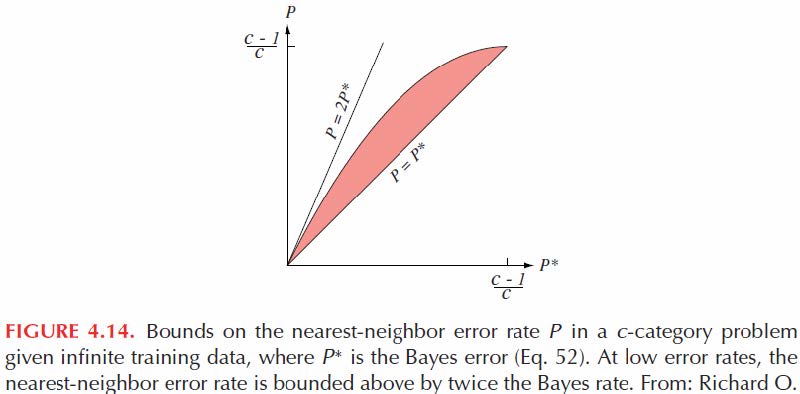 P
c - 1
c
P = 2P*
P = P*
P*
c - 1
c
FIGURE 4.14. Bounds on the nearest-neighbor error rate P in a c-category problem
given infinite training data, where P* is the Bayes error (Eq. 52). At low error rates, the
nearest-neighbor error rate is bounded above by twice the Bayes rate. From: Richard O.